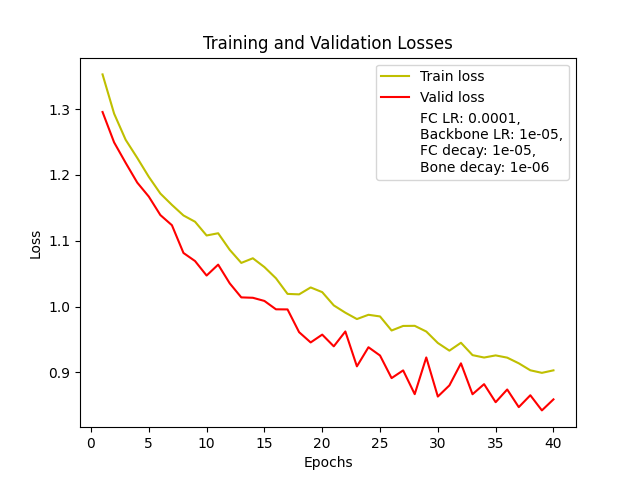 Training and Validation Losses
Train loss
Valid loss
FC LR: 0.0001,
Backbone LR: 1e-05,
FC decay: 1e-05,
Bone decay: 1e-06
Loss
1.3
1.2
1.1
1.0
0.9
0 5 10 15 20 25 30 35 40
Epochs